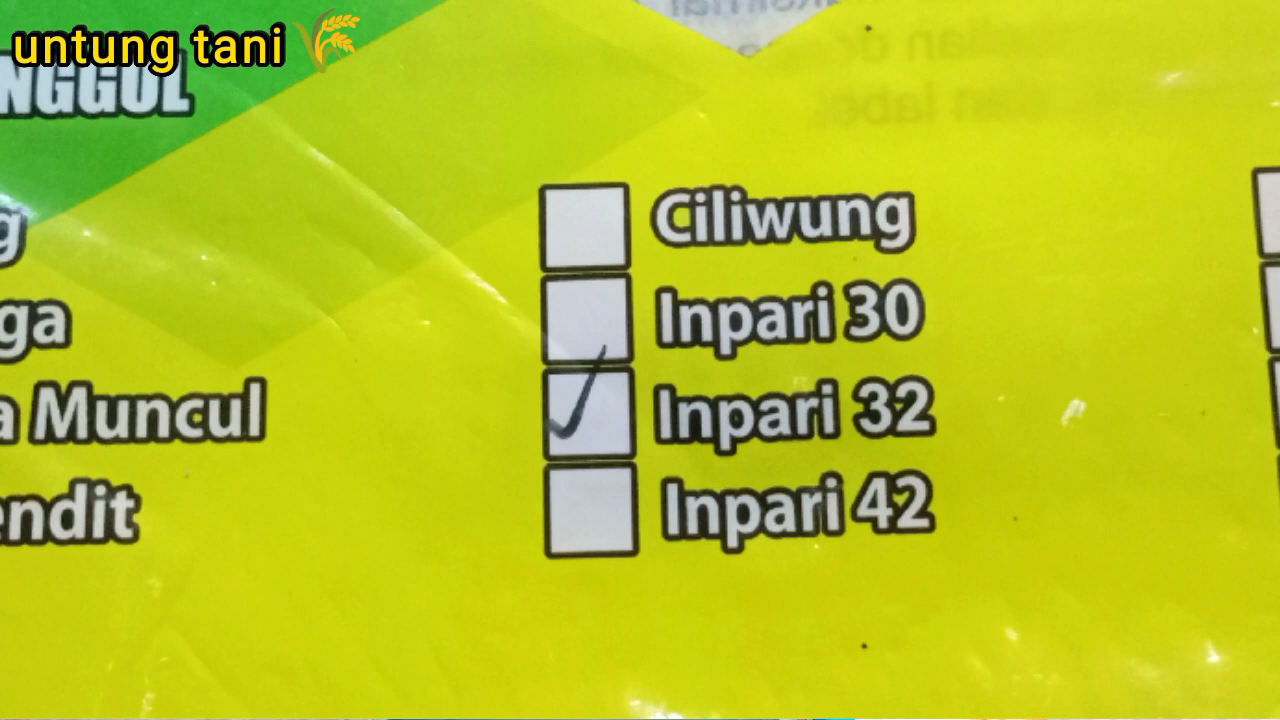 untung tani
NGGUL
g
Ciliwung
ga
Inpari 30
a Muncul
Inpari 32
endit
Inpari 42